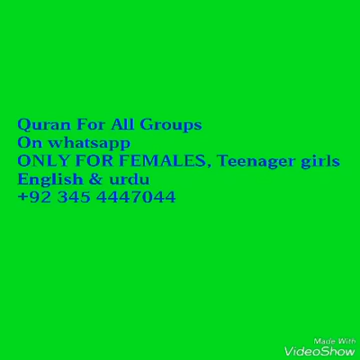 Quran For All Groups
On whatsapp
ONLY FOR FEMALES, Teenager girls
English & urdu
+92 345 4447044
Made With
VideoShow